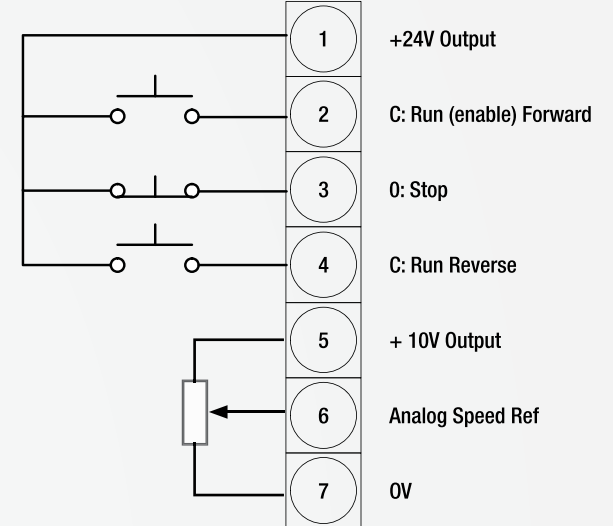 1 +24V Output
2 C: Run (enable) Forward
3 0: Stop
4 C: Run Reverse
5 + 10V Output
6 Analog Speed Ref
7 0V